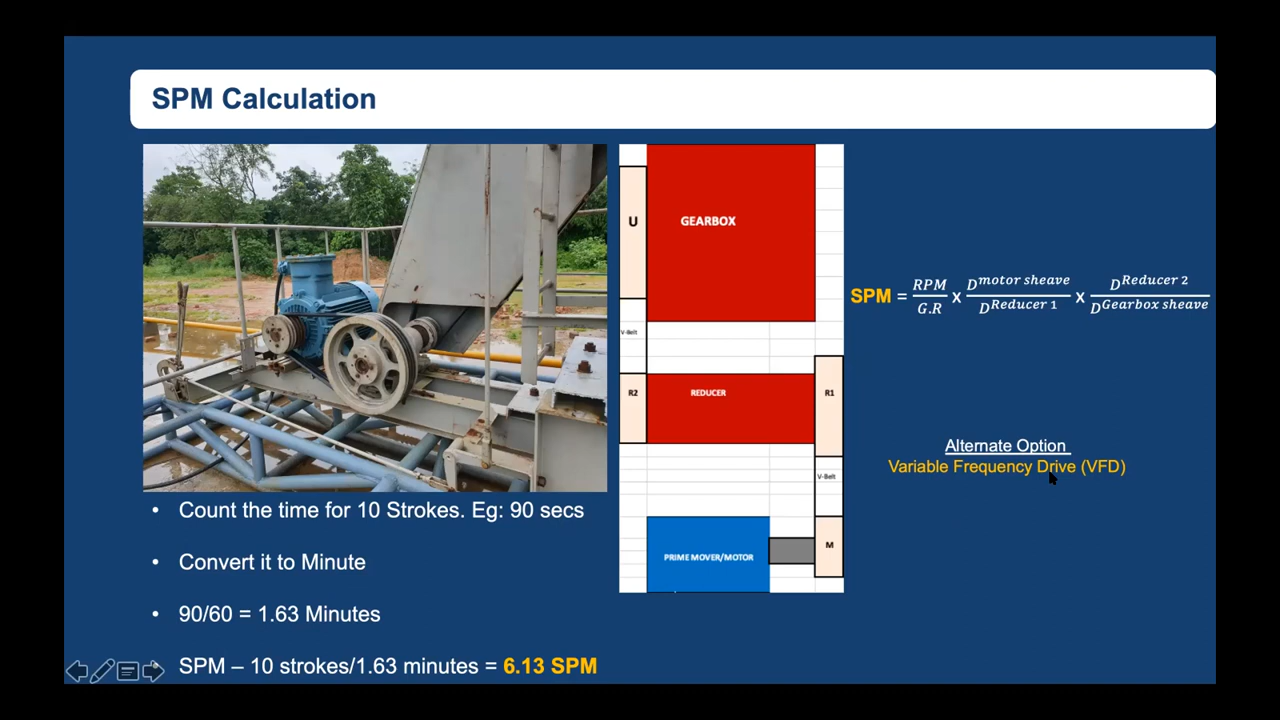 SPM Calculation
U
GEARBOX
V-Belt
R2
REDUCER
R1
V-Belt
PRIME MOVER/MOTOR
M
SPM = RPM/G.R x D^motor sheave/D^Reducer 1 x D^Reducer 2/D^Gearbox sheave
Alternate Option
Variable Frequency Drive (VFD)
• Count the time for 10 Strokes. Eg: 90 secs
• Convert it to Minute
• 90/60 = 1.63 Minutes
• SPM – 10 strokes/1.63 minutes = 6.13 SPM